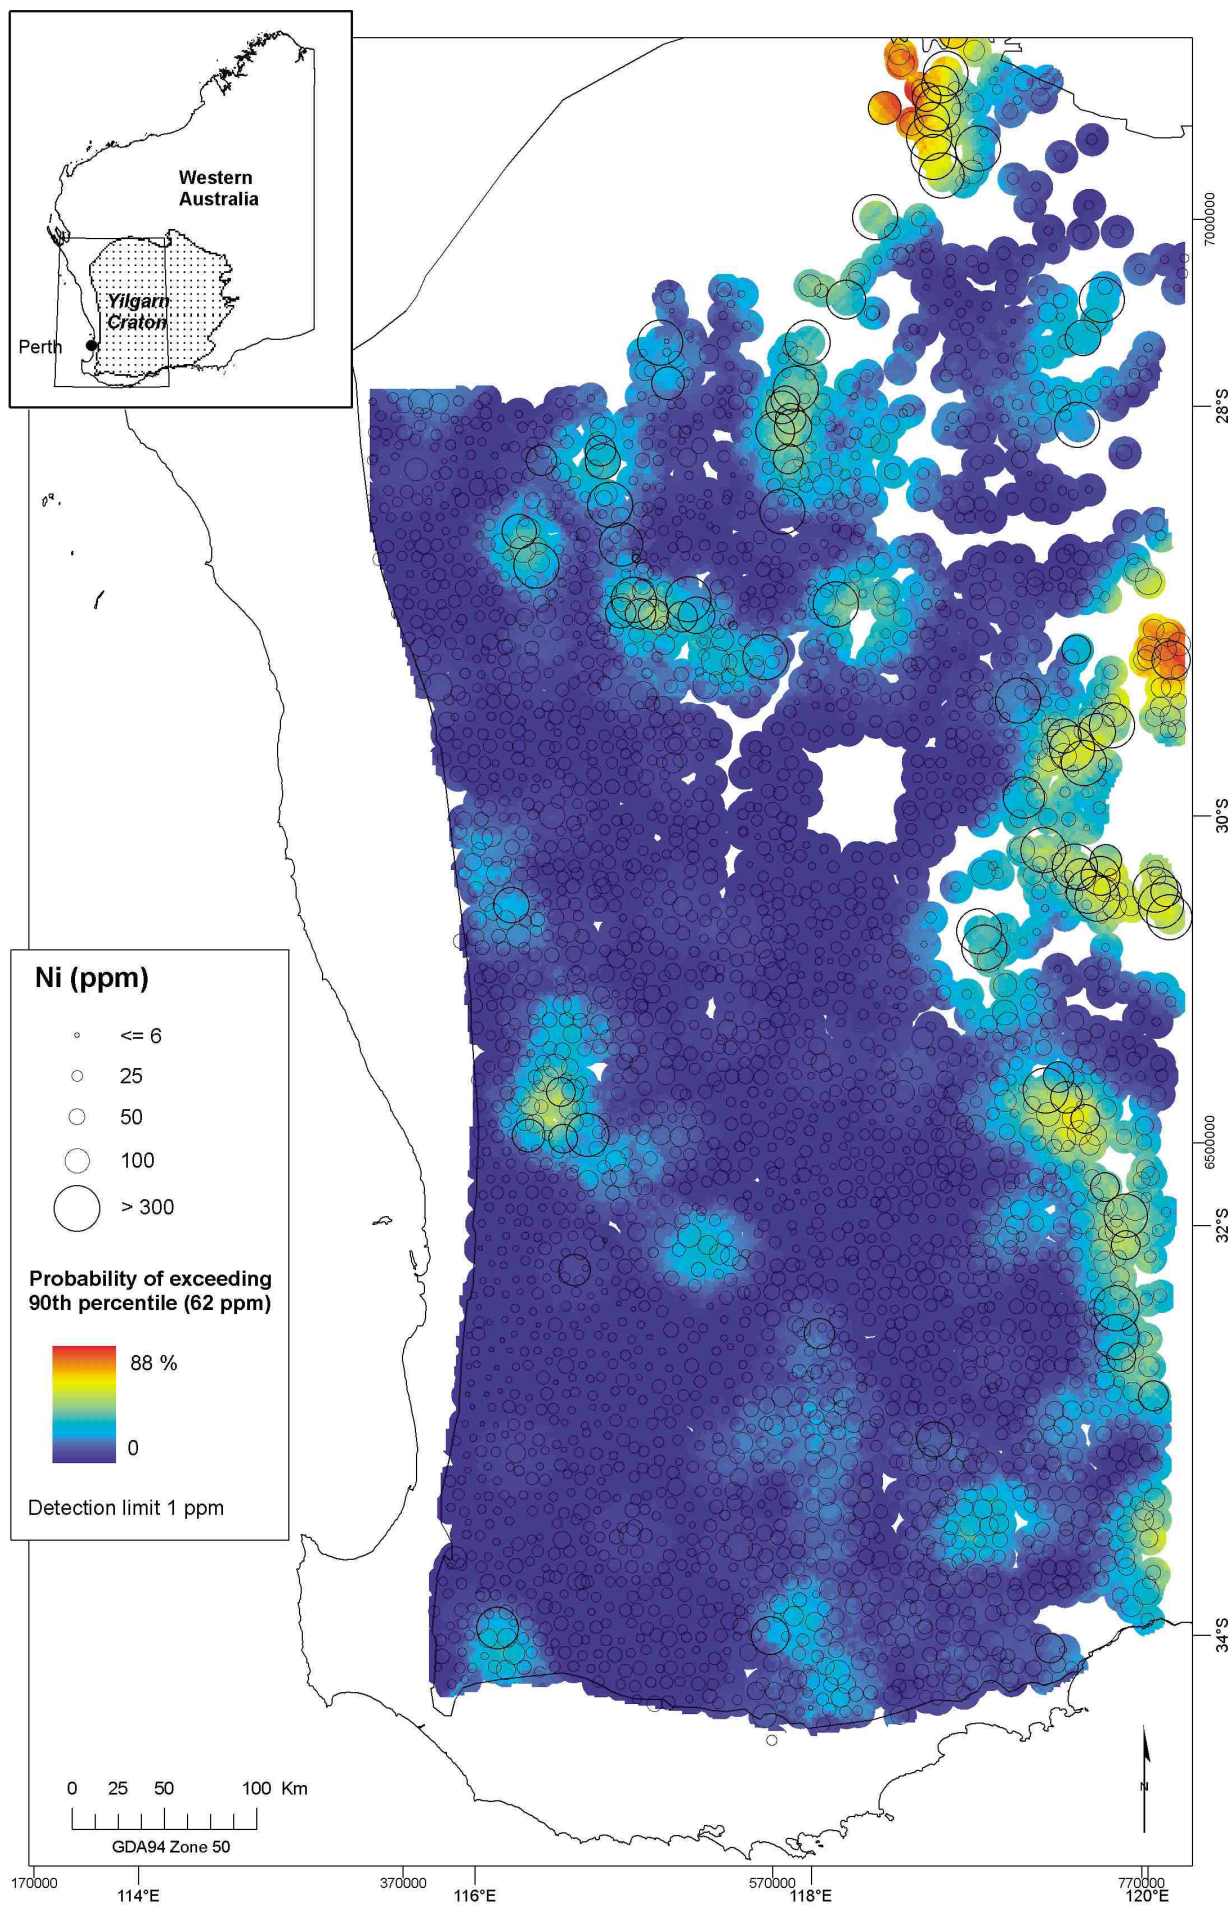 Western
Australia
Yilgarn
Craton
Perth
7000000
28°S
30°S
6500000
32°S
34°S
Ni (ppm)
<= 6
25
50
100
> 300
Probability of exceeding
90th percentile (62 ppm)
88 %
0
Detection limit 1 ppm
0 25 50 100 Km
GDA94 Zone 50
N
170000 370000 570000 770000
114°E 116°E 118°E 120°E